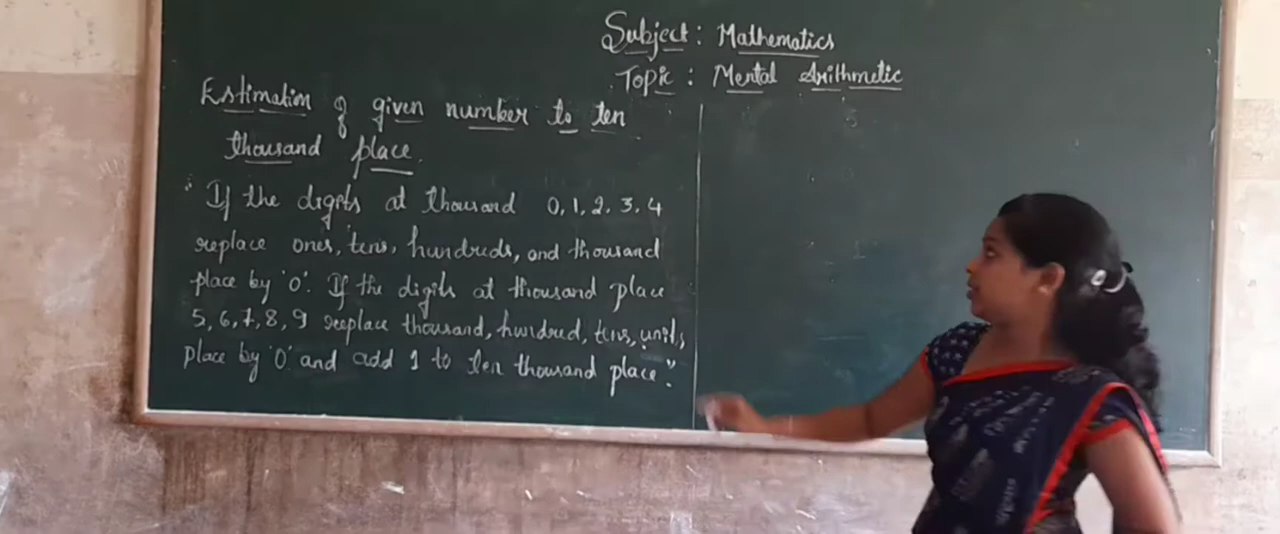 Subject: Mathematics
Topic: Mental Arithmetic
Estimation of given number to ten
thousand place.
"If the digits at thousand 0, 1, 2, 3, 4
replace ones, tens, hundreds, and thousand
place by '0'. If the digits at thousand place
5, 6, 7, 8, 9 replace thousand, hundred, tens, units,
place by '0' and add 1 to ten thousand place."